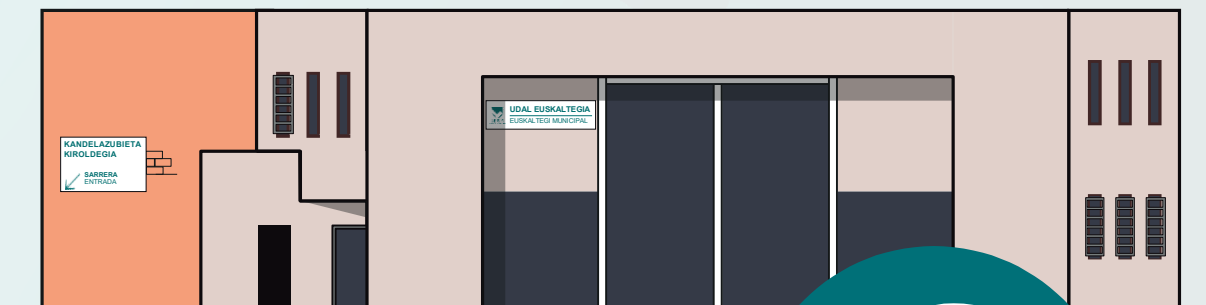 KANDELAZUBIETA
KIROLDEGIA
SARRERA
ENTRADA
UDAL EUSKALTEGIA
EUSKALTEGI MUNICIPAL